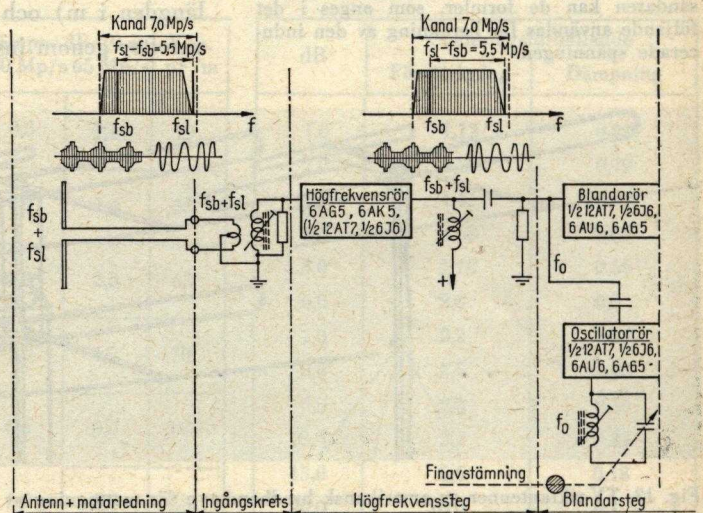 Kanal 7,0 Mp/s
fsl-fsb=5,5 Mp/s
fsb fsl f
Kanal 7,0 Mp/s
fsl-fsb=5,5 Mp/s
fsb fsl f
fsb
+
fsl
fsb+fsl
Högfrekvensrör
6AG5, 6AK5,
(1/2 12AT7, 1/2 6J6)
fsb+fsl
+
Blandarör
1/2 12AT7, 1/2 6J6,
6AU6, 6AG5
fo
Oscillatorrör
1/2 12AT7, 1/2 6J6,
6AU6, 6AG5
fo
Finavstämning
Antenn+matarledning
Ingångskrets
Högfrekvenssteg
Blandarsteg